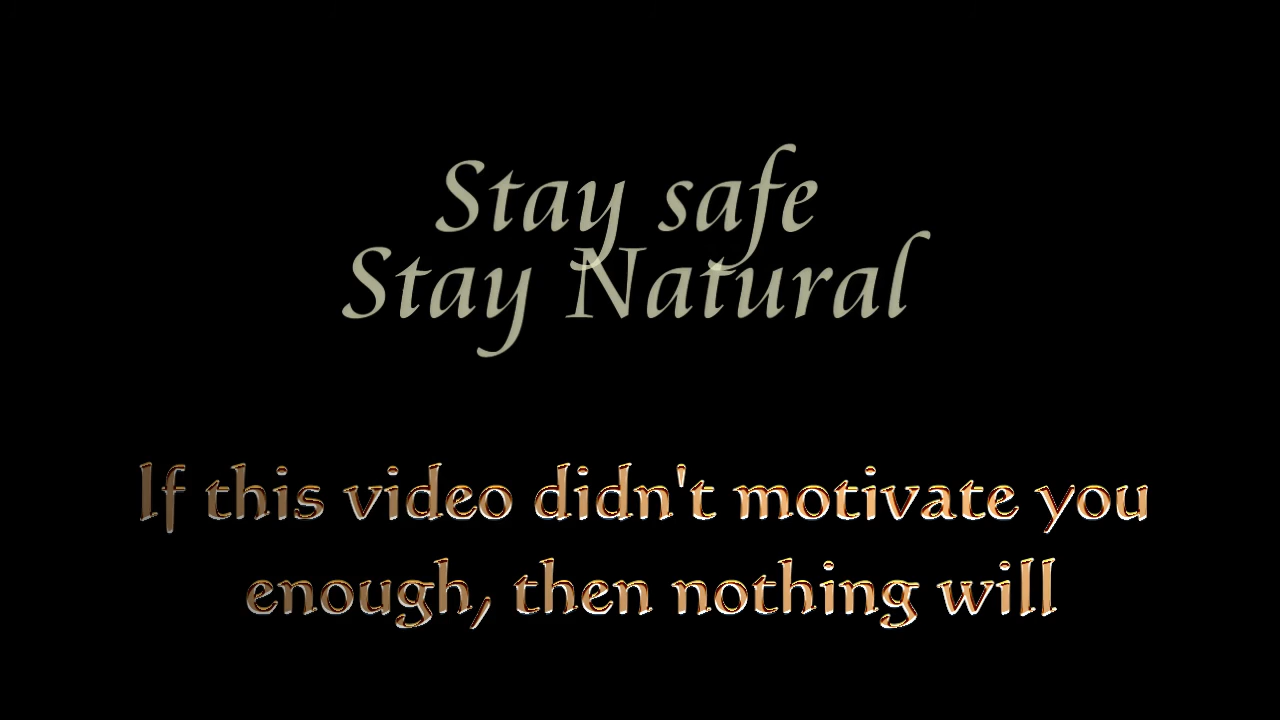 Stay safe
Stay Natural
If this video didn't motivate you
enough, then nothing will